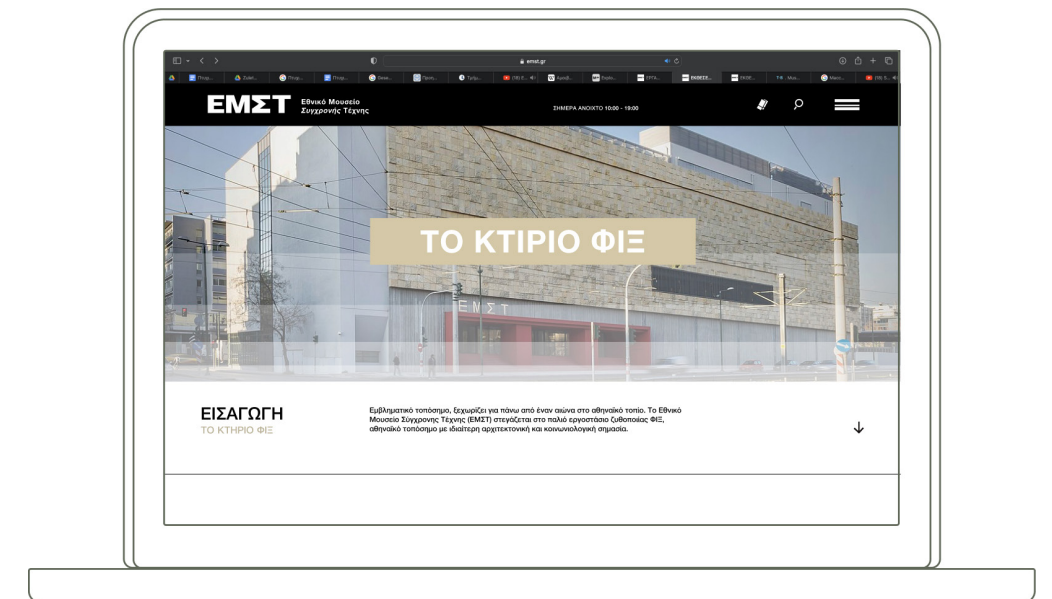 emst.gr
ΕΜΣΤ
Εθνικό Μουσείο
Σύγχρονής Τέχνης
ΣΗΜΕΡΑ ΑΝΟΙΧΤΟ 10:00 - 19:00
ΤΟ ΚΤΙΡΙΟ ΦΙΞ
ΕΜΣΤ
ΕΙΣΑΓΩΓΗ
ΤΟ ΚΤΗΡΙΟ ΦΙΞ
Εμβληματικό τοπόσημο, ξεχωρίζει για πάνω από έναν αιώνα στο αθηναϊκό τοπίο. Το Εθνικό
Μουσείο Σύγχρονης Τέχνης (ΕΜΣΤ) στεγάζεται στο παλιό εργοστάσιο ζυθοποιίας ΦΙΞ,
αθηναϊκό τοπόσημο με ιδιαίτερη αρχιτεκτονική και κοινωνιολογική σημασία.